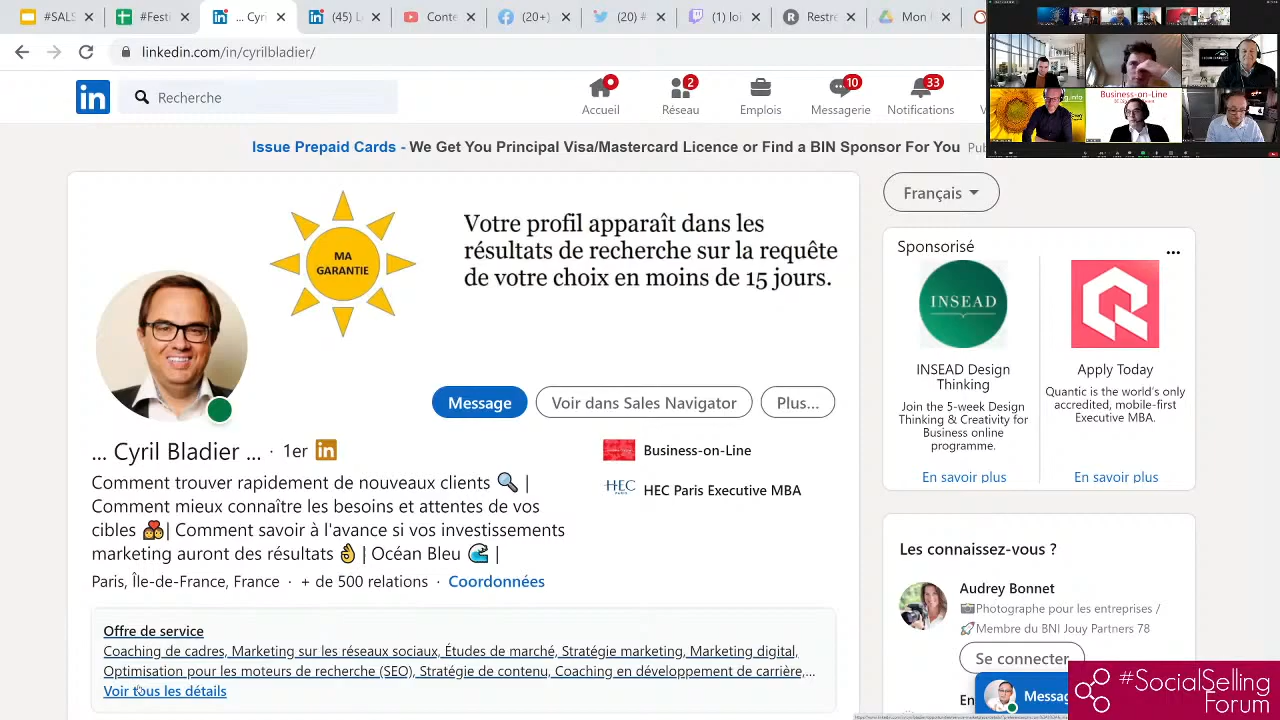 #SALS
Festi
Cyri
(20+
(20)
(1) To
Resp
Mon
linkedin.com/in/cyrilbladier/
Recherche
2
10
33
Accueil
Réseau
Emplois
Messagerie
Notifications
V
Business-on-Line
Issue Prepaid Cards - We Get You Principal Visa/Mastercard Licence or Find a BIN Sponsor For You
MA
GARANTIE
Votre profil apparaît dans les
résultats de recherche sur la requête
de votre choix en moins de 15 jours.
Message
Voir dans Sales Navigator
Plus...
... Cyril Bladier ... · 1er in
Business-on-Line
HEC HEC Paris Executive MBA
Comment trouver rapidement de nouveaux clients 🔍 |
Comment mieux connaître les besoins et attentes de vos
cibles | Comment savoir à l'avance si vos investissements
marketing auront des résultats 👌 | Océan Bleu 🌊 |
Paris, Île-de-France, France · + de 500 relations · Coordonnées
Offre de service
Coaching de cadres, Marketing sur les réseaux sociaux, Études de marché, Stratégie marketing, Marketing digital,
Optimisation pour les moteurs de recherche (SEO), Stratégie de contenu, Coaching en développement de carrière,...
Voir tous les détails
Français
Sponsorisé
INSEAD
INSEAD Design
Thinking
Join the 5-week Design
Thinking & Creativity for
Business online
programme.
En savoir plus
Apply Today
Quantic is the world's only
accredited, mobile-first
Executive MBA.
En savoir plus
Les connaissez-vous ?
Audrey Bonnet
📷Photographe pour les entreprises /
🚀Membre du BNI Jouy Partners 78
Se connecter
En
Messag
#SocialSelling
Forum